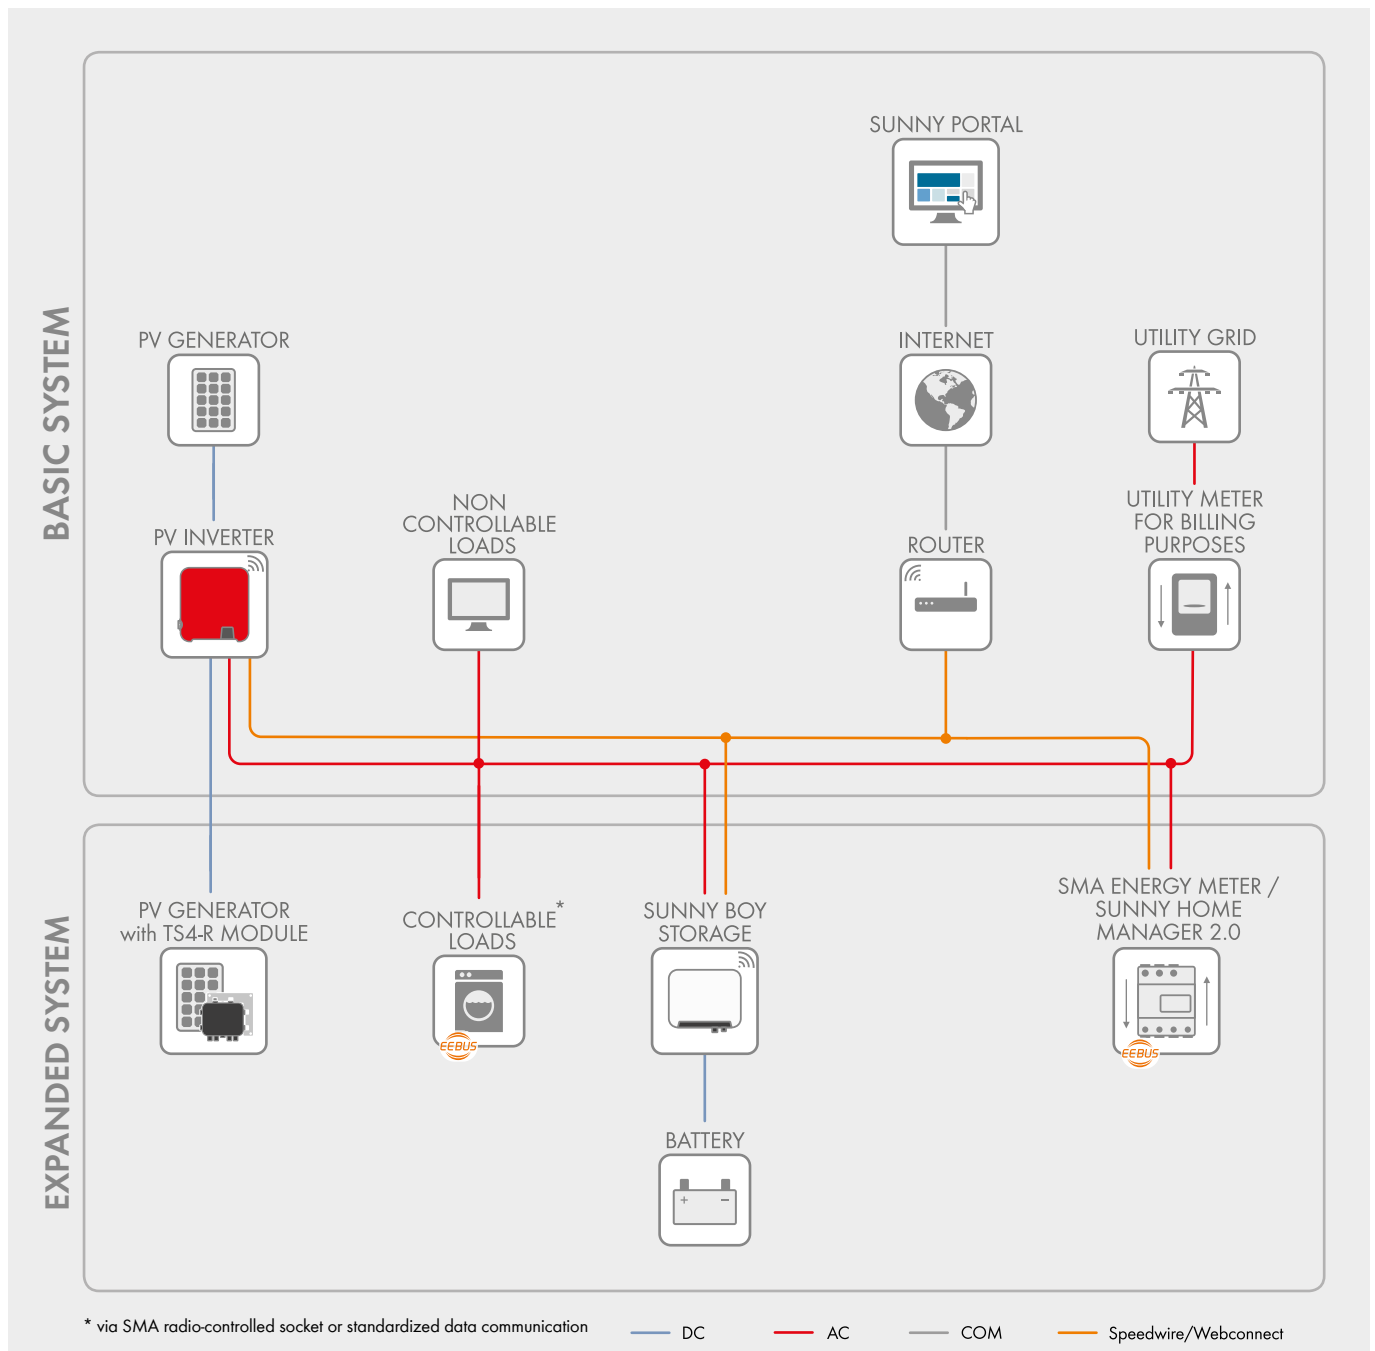 BASIC SYSTEM
SUNNY PORTAL
PV GENERATOR
INTERNET
UTILITY GRID
PV INVERTER
NON
CONTROLLABLE
LOADS
ROUTER
UTILITY METER
FOR BILLING
PURPOSES
EXPANDED SYSTEM
PV GENERATOR
with TS4-R MODULE
CONTROLLABLE*
LOADS
EEBUS
SUNNY BOY
STORAGE
SMA ENERGY METER /
SUNNY HOME
MANAGER 2.0
EEBUS
BATTERY
+ −
* via SMA radio-controlled socket or standardized data communication
DC
AC
COM
Speedwire/Webconnect